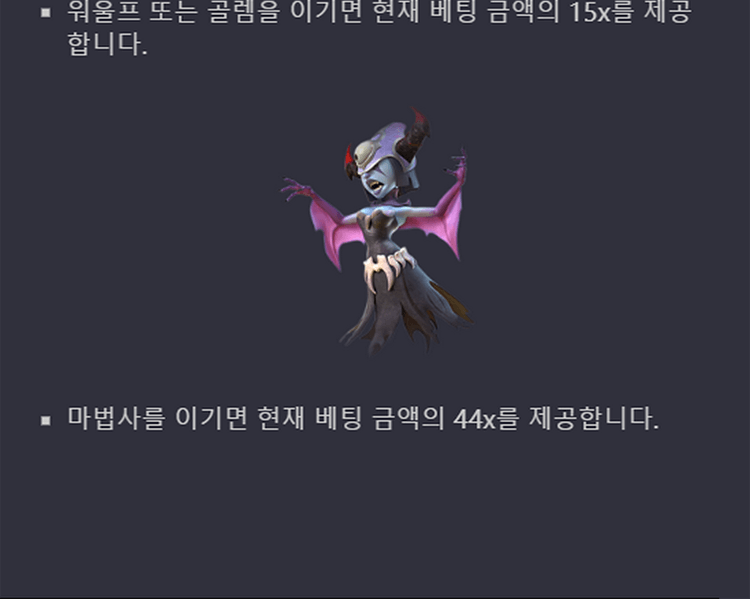 ▪ 워울프 또는 골렘을 이기면 현재 베팅 금액의 15x를 제공
합니다.
▪ 마법사를 이기면 현재 베팅 금액의 44x를 제공합니다.